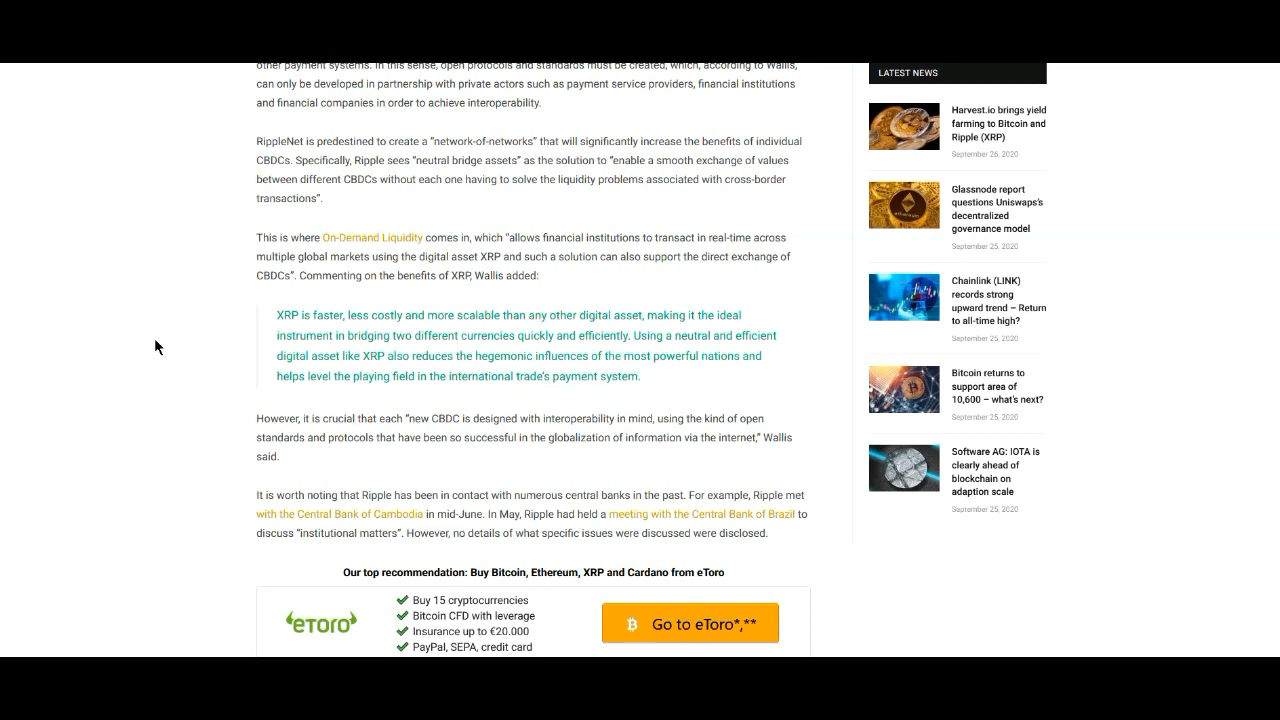 other payment systems. In this sense, open protocols and standards must be created, which, according to Wallis,
can only be developed in partnership with private actors such as payment service providers, financial institutions
and financial companies in order to achieve interoperability.
RippleNet is predestined to create a “network-of-networks” that will significantly increase the benefits of individual
CBDCs. Specifically, Ripple sees “neutral bridge assets” as the solution to “enable a smooth exchange of values
between different CBDCs without each one having to solve the liquidity problems associated with cross-border
transactions”.
This is where On-Demand Liquidity comes in, which “allows financial institutions to transact in real-time across
multiple global markets using the digital asset XRP and such a solution can also support the direct exchange of
CBDCs”. Commenting on the benefits of XRP, Wallis added:
XRP is faster, less costly and more scalable than any other digital asset, making it the ideal
instrument in bridging two different currencies quickly and efficiently. Using a neutral and efficient
digital asset like XRP also reduces the hegemonic influences of the most powerful nations and
helps level the playing field in the international trade’s payment system.
However, it is crucial that each “new CBDC is designed with interoperability in mind, using the kind of open
standards and protocols that have been so successful in the globalization of information via the internet,” Wallis
said.
It is worth noting that Ripple has been in contact with numerous central banks in the past. For example, Ripple met
with the Central Bank of Cambodia in mid-June. In May, Ripple had held a meeting with the Central Bank of Brazil to
discuss “institutional matters”. However, no details of what specific issues were discussed were disclosed.
Our top recommendation: Buy Bitcoin, Ethereum, XRP and Cardano from eToro
eToro
Buy 15 cryptocurrencies
Bitcoin CFD with leverage
Insurance up to €20.000
PayPal, SEPA, credit card
Go to eToro*,**
LATEST NEWS
Harvest.io brings yield
farming to Bitcoin and
Ripple (XRP)
September 26, 2020
Glassnode report
questions Uniswaps’s
decentralized
governance model
September 25, 2020
Chainlink (LINK)
records strong
upward trend – Return
to all-time high?
September 25, 2020
Bitcoin returns to
support area of
10,600 – what’s next?
September 25, 2020
Software AG: IOTA is
clearly ahead of
blockchain on
adaption scale
September 25, 2020